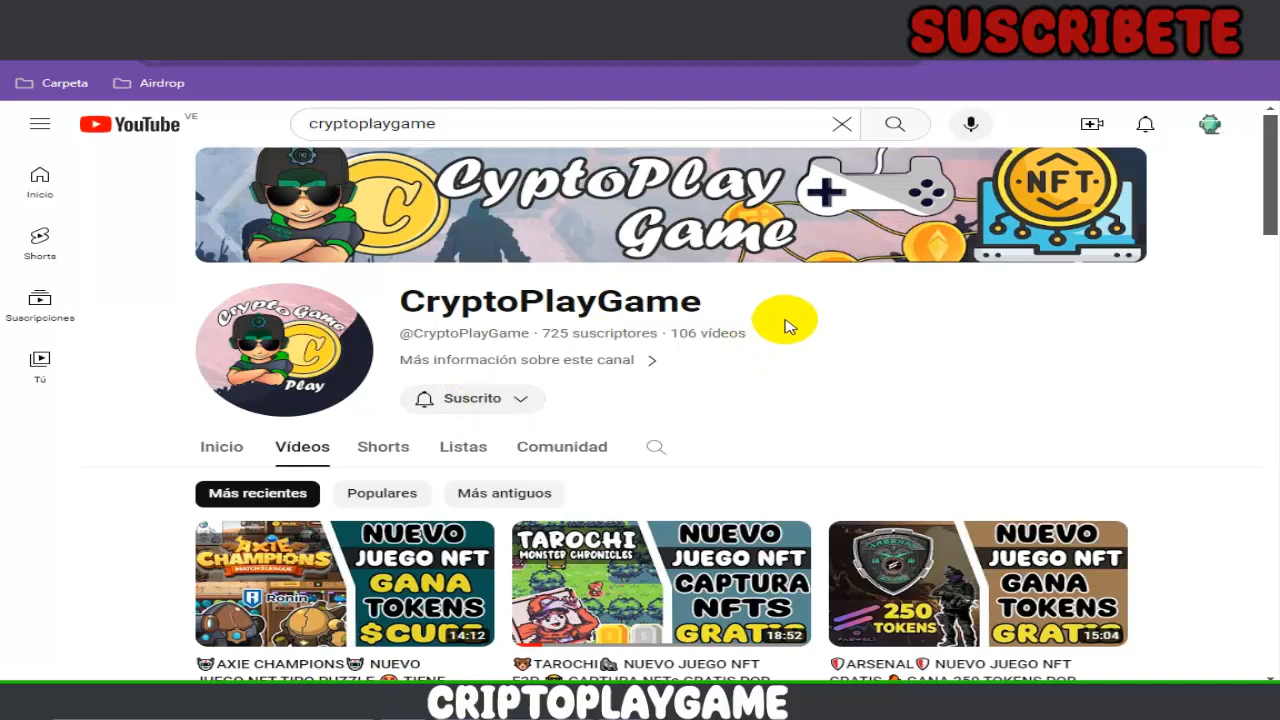 SUSCRIBETE
Carpeta Airdrop
YouTube VE cryptoplaygame
Inicio
Shorts
Suscripciones
Tú
CyptoPlay
Game
NFT
C
Crypto Game
C
Play
CryptoPlayGame
@CryptoPlayGame · 725 suscriptores · 106 vídeos
Más información sobre este canal
Suscrito
Inicio Vídeos Shorts Listas Comunidad
Más recientes Populares Más antiguos
AXIE
CHAMPIONS
Ronin
NUEVO
JUEGO NFT
GANA
TOKENS
14:12
TAROCHI
MONSTER CHRONICLES
NUEVO
JUEGO NFT
CAPTURA
NFTS
GRATIS
18:52
ARSENAL
250
TOKENS
NUEVO
JUEGO NFT
GANA
TOKENS
GRATIS
15:04
AXIE CHAMPIONS NUEVO
TAROCHI NUEVO JUEGO NFT
ARSENAL NUEVO JUEGO NFT
CRIPTOPLAYGAME